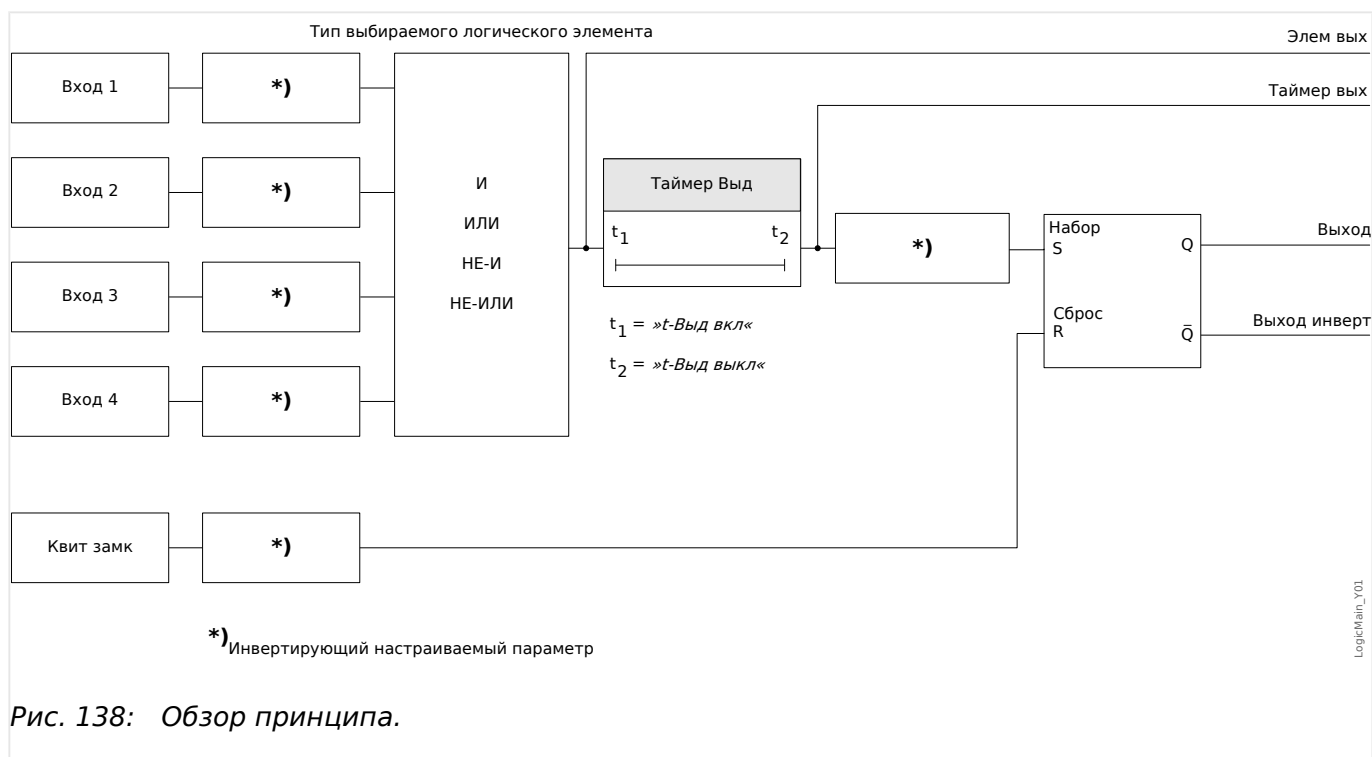 Тип выбираемого логического элемента
Элем вых
Вход 1
*)
Таймер вых
Вход 2
*)
И
ИЛИ
НЕ-И
НЕ-ИЛИ
Таймер Выд
t1
t2
*)
Набор
S
Q
Выход
Вход 3
*)
t1 = »t-Выд вкл«
Сброс
R
Q̅
Выход инверт
t2 = »t-Выд выкл«
Вход 4
*)
Квит замк
*)
*)Инвертирующий настраиваемый параметр
LogicMain_Y01
Рис. 138: Обзор принципа.